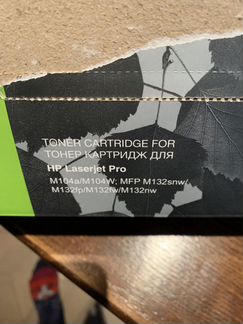 TONER CARTRIDGE FOR
ТОНЕР КАРТРИДЖ ДЛЯ
HP Laserjet Pro
M104a/M104W; MFP M132snw/
M132fp/M132fw/M132nw